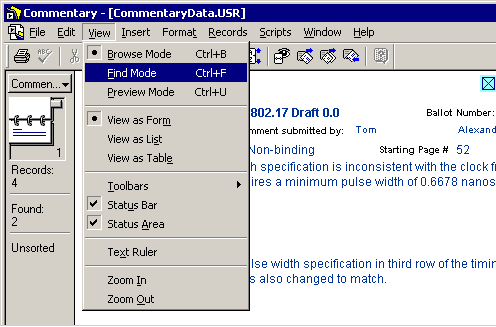 Commentary - [CommentaryData.USR]
File Edit View Insert Format Records Scripts Window Help
Commen...
1
Records:
4
Found:
2
Unsorted
Browse Mode Ctrl+B
Find Mode Ctrl+F
Preview Mode Ctrl+U
View as Form
View as List
View as Table
Toolbars
Status Bar
Status Area
Text Ruler
Zoom In
Zoom Out
802.17 Draft 0.0 Ballot Number:
mment submitted by: Tom Alexand
Non-binding Starting Page # 52
h specification is inconsistent with the clock fr
ires a minimum pulse width of 0.6678 nanos
lse width specification in third row of the timin
s also changed to match.